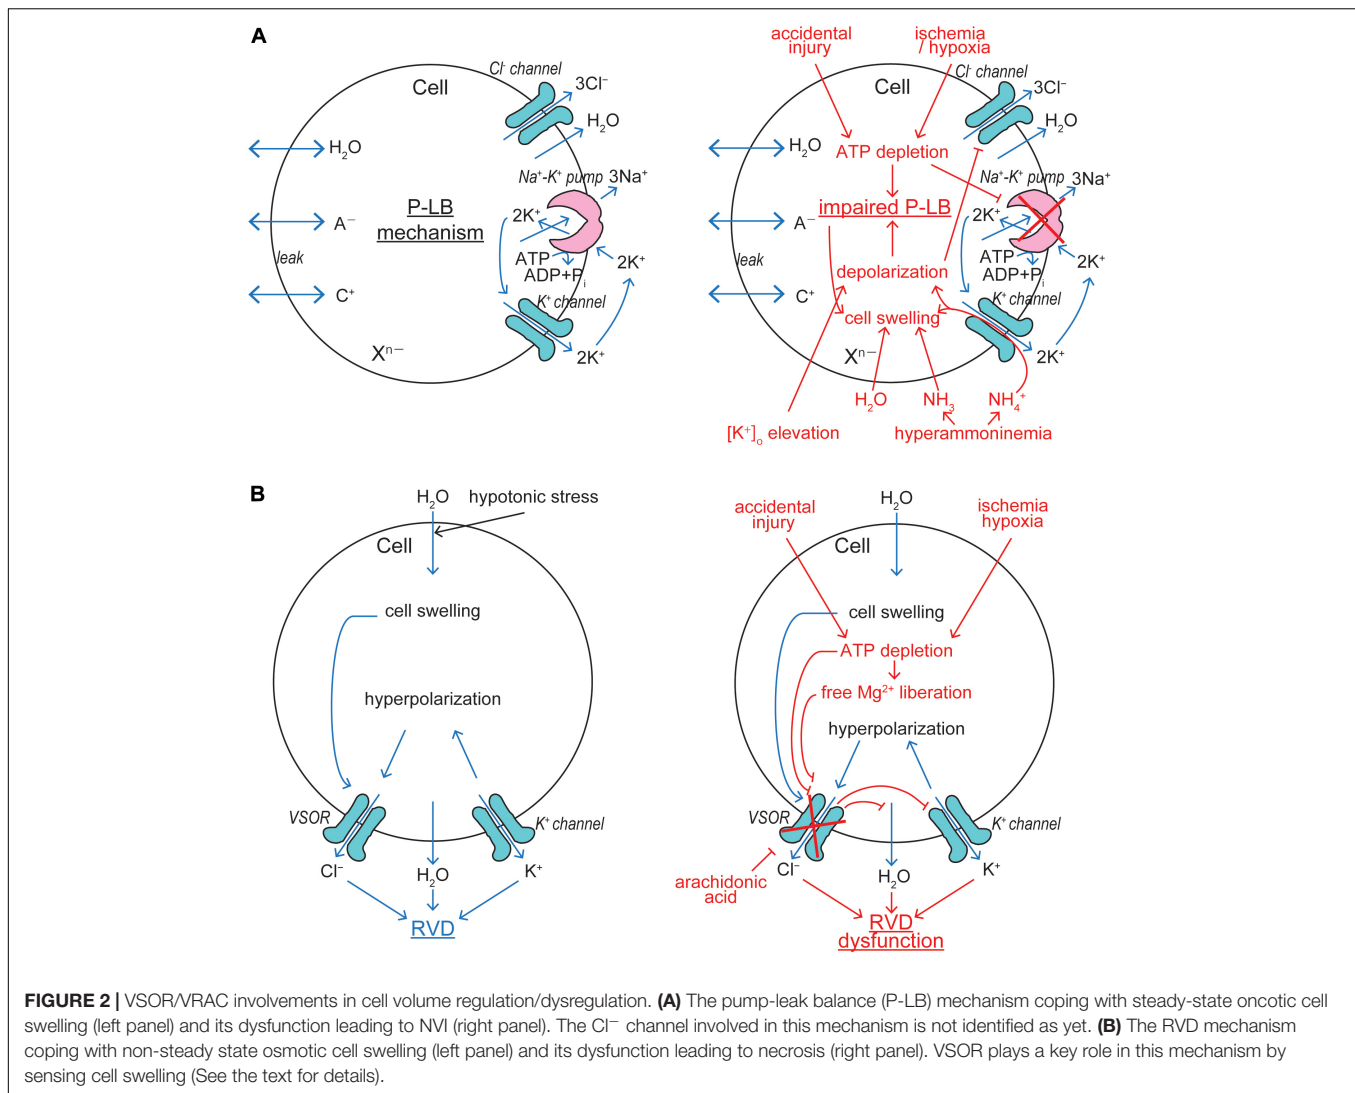 A
Cell
Cl⁻ channel
3Cl⁻
H₂O
H₂O
Na⁺-K⁺ pump
3Na⁺
P-LB
mechanism
2K⁺
A⁻
ATP
ADP+Pᵢ
2K⁺
leak
C⁺
K⁺ channel
Xⁿ⁻
2K⁺
accidental
injury
ischemia
/ hypoxia
Cell
Cl⁻ channel
3Cl⁻
H₂O
H₂O
ATP depletion
Na⁺-K⁺ pump
3Na⁺
impaired P-LB
2K⁺
A⁻
ATP
ADP+Pᵢ
2K⁺
leak
depolarization
C⁺
K⁺ channel
cell swelling
Xⁿ⁻
2K⁺
H₂O
NH₃
NH₄⁺
[K⁺]ₒ elevation
hyperammoninemia
B
H₂O
hypotonic stress
Cell
cell swelling
hyperpolarization
VSOR
K⁺ channel
Cl⁻
H₂O
K⁺
RVD
accidental
injury
H₂O
ischemia
hypoxia
Cell
cell swelling
ATP depletion
free Mg²⁺ liberation
hyperpolarization
VSOR
K⁺ channel
Cl⁻
H₂O
K⁺
arachidonic
acid
RVD
dysfunction
FIGURE 2 | VSOR/VRAC involvements in cell volume regulation/dysregulation. (A) The pump-leak balance (P-LB) mechanism coping with steady-state oncotic cell
swelling (left panel) and its dysfunction leading to NVI (right panel). The Cl⁻ channel involved in this mechanism is not identified as yet. (B) The RVD mechanism
coping with non-steady state osmotic cell swelling (left panel) and its dysfunction leading to necrosis (right panel). VSOR plays a key role in this mechanism by
sensing cell swelling (See the text for details).